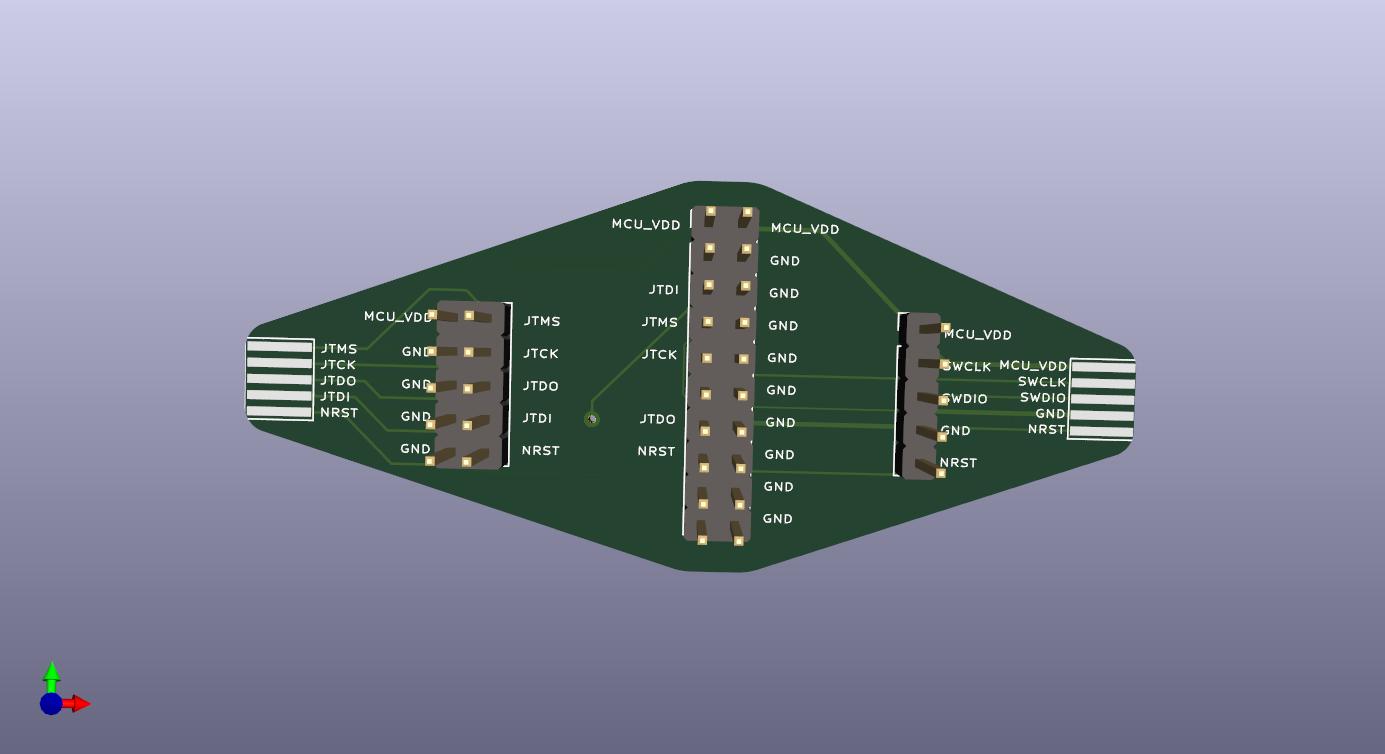 JTMS
JTCK
JTDO
JTDI
NRST
MCU_VDD
GND
GND
GND
GND
JTMS
JTCK
JTDO
JTDI
NRST
MCU_VDD
JTDI
JTMS
JTCK
JTDO
NRST
MCU_VDD
GND
GND
GND
GND
GND
GND
GND
GND
GND
MCU_VDD
SWCLK
SWDIO
GND
NRST
MCU_VDD
SWCLK
SWDIO
GND
NRST